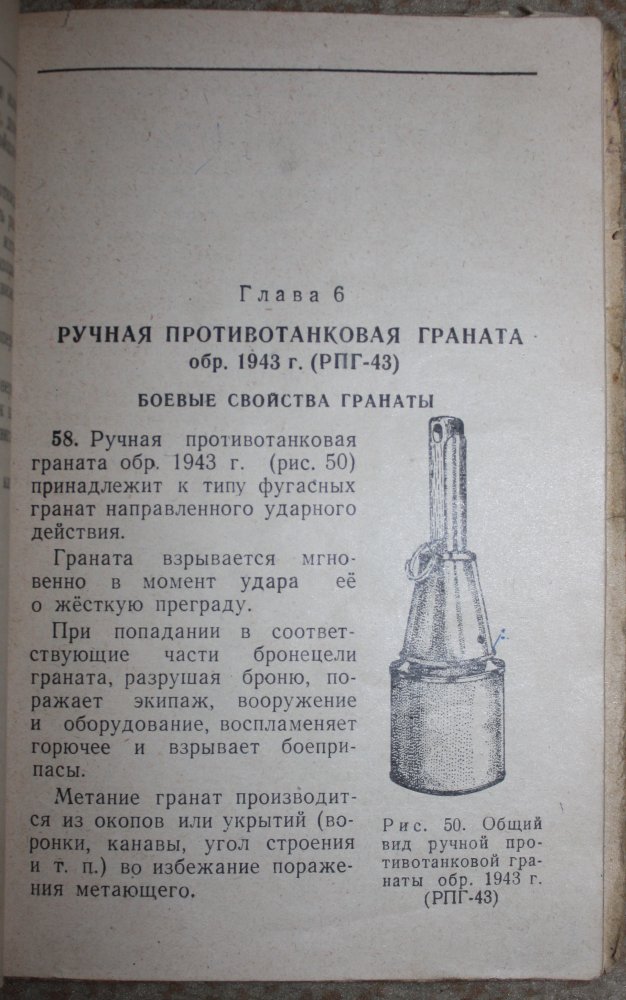 Глава 6
РУЧНАЯ ПРОТИВОТАНКОВАЯ ГРАНАТА
обр. 1943 г. (РПГ-43)
БОЕВЫЕ СВОЙСТВА ГРАНАТЫ
58. Ручная противотанковая
граната обр. 1943 г. (рис. 50)
принадлежит к типу фугасных
гранат направленного ударного
действия.
Граната взрывается мгно-
венно в момент удара её
о жёсткую преграду.
При попадании в соответ-
ствующие части бронецели
граната, разрушая броню, по-
ражает экипаж, вооружение
и оборудование, воспламеняет
горючее и взрывает боепри-
пасы.
Метание гранат производит-
ся из окопов или укрытий (во-
ронки, канавы, угол строения
и т. п.) во избежание пораже-
ния метающего.
Рис. 50. Общий
вид ручной про-
тивотанковой гра-
наты обр. 1943 г.
(РПГ-43)